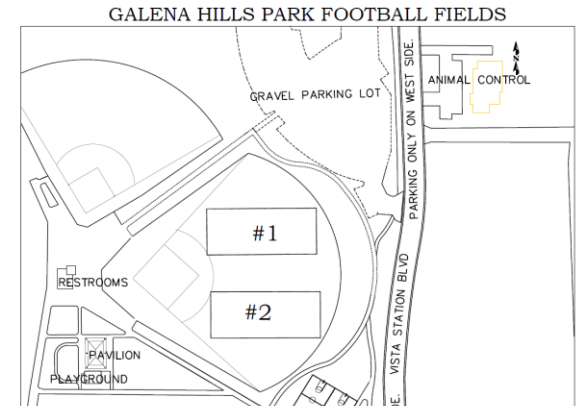 GALENA HILLS PARK FOOTBALL FIELDS
ANIMAL CONTROL
GRAVEL PARKING LOT
PARKING ONLY ON WEST SIDE.
#1
RESTROOMS
#2
VISTA STATION BLVD
PAVILION
PLAYGROUND